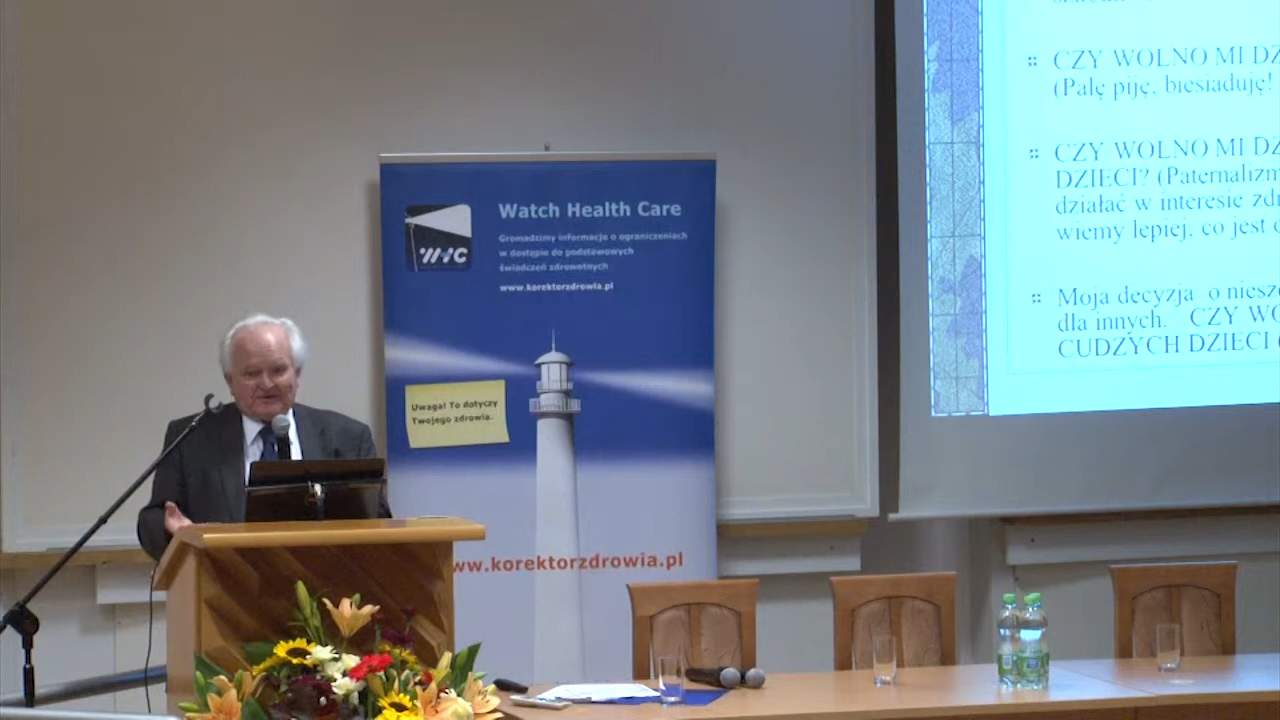 Watch Health Care
Gromadzimy informacje o ograniczeniach
w dostępie do podstawowych
świadczeń zdrowotnych
www.korektorzdrowia.pl
WHC
Uwaga! To dotyczy
Twojego zdrowia.
ww.korektorzdrowia.pl
CZY WOLNO MI DZ
(Palę piję, biesiaduję!
CZY WOLNO MI DZ
DZIECI? (Paternalizm
działać w interesie zdr
wiemy lepiej, co jest d
Moja decyzja o niesz
dla innych. CZY WO
CUDZYCH DZIECI (